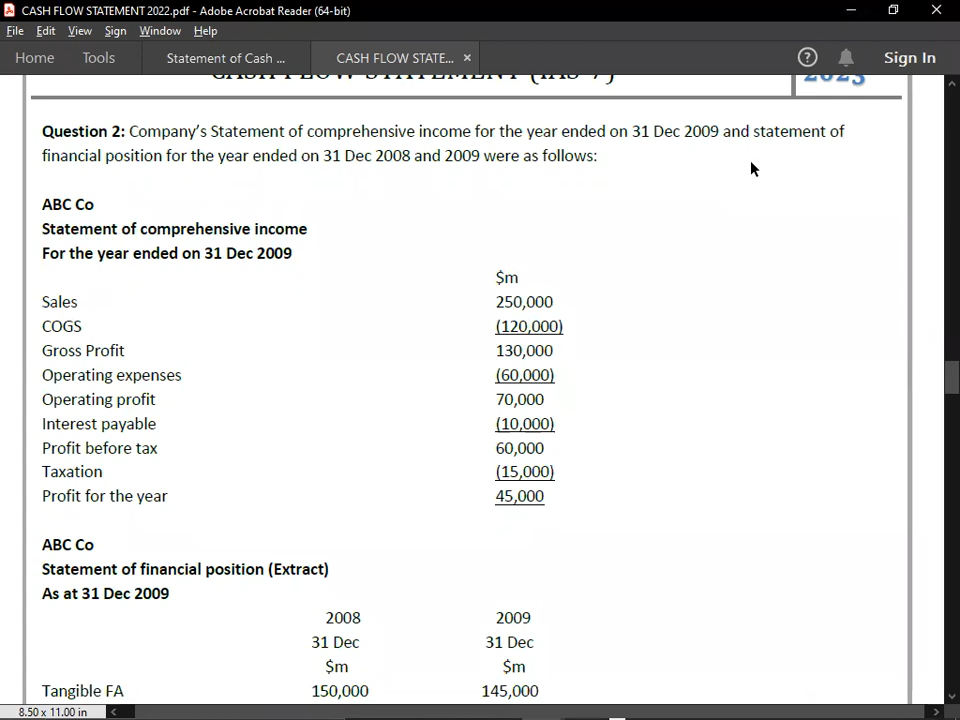 CASH FLOW STATEMENT 2022.pdf - Adobe Acrobat Reader (64-bit)
File Edit View Sign Window Help
Home Tools Statement of Cash ... CASH FLOW STATE... × Sign In
CASH FLOW STATEMENT (IAS 7) 2023
Question 2: Company's Statement of comprehensive income for the year ended on 31 Dec 2009 and statement of
financial position for the year ended on 31 Dec 2008 and 2009 were as follows:
ABC Co
Statement of comprehensive income
For the year ended on 31 Dec 2009
$m
Sales 250,000
COGS (120,000)
Gross Profit 130,000
Operating expenses (60,000)
Operating profit 70,000
Interest payable (10,000)
Profit before tax 60,000
Taxation (15,000)
Profit for the year 45,000
ABC Co
Statement of financial position (Extract)
As at 31 Dec 2009
2008 2009
31 Dec 31 Dec
$m $m
Tangible FA 150,000 145,000
8.50 x 11.00 in